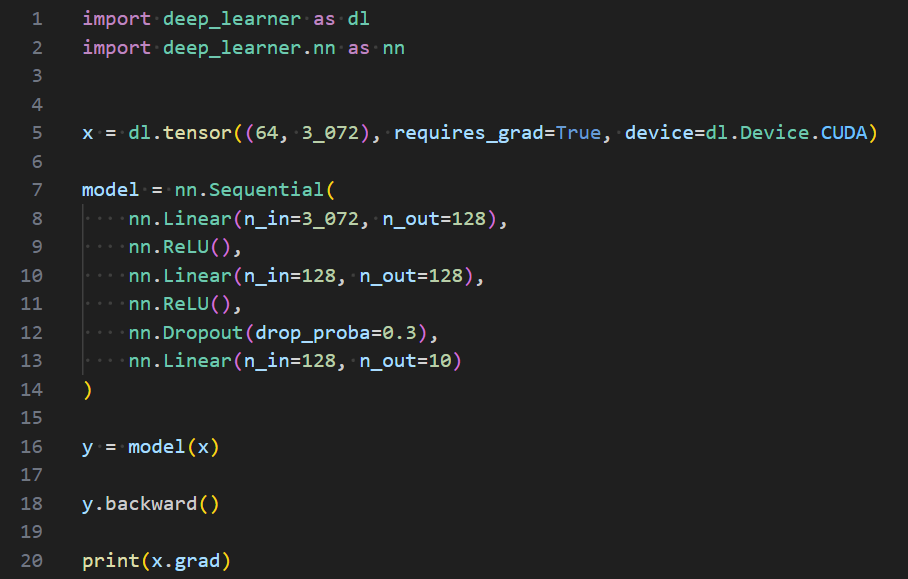 1 import deep_learner as dl
2 import deep_learner.nn as nn
3
4
5 x = dl.tensor((64, 3_072), requires_grad=True, device=dl.Device.CUDA)
6
7 model = nn.Sequential(
8     nn.Linear(n_in=3_072, n_out=128),
9     nn.ReLU(),
10     nn.Linear(n_in=128, n_out=128),
11     nn.ReLU(),
12     nn.Dropout(drop_proba=0.3),
13     nn.Linear(n_in=128, n_out=10)
14 )
15
16 y = model(x)
17
18 y.backward()
19
20 print(x.grad)